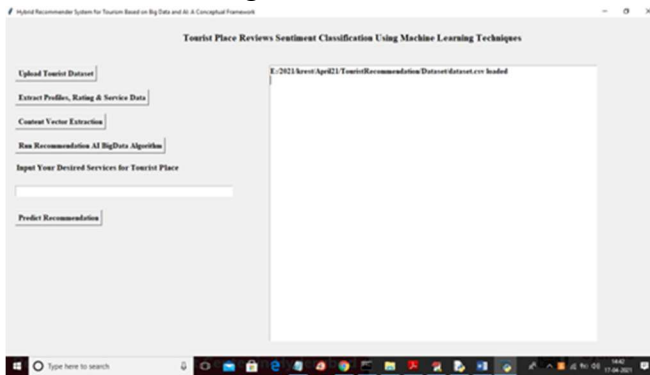 Hybrid Recommender System for Tourism Based on Big Data and AI: A Conceptual Framework
Tourist Place Reviews Sentiment Classification Using Machine Learning Techniques
Upload Tourist Dataset
E:/2021/krest/April21/TouristRecommendation/Dataset/dataset.csv loaded
Extract Profiles, Rating & Service Data
Content Vector Extraction
Run Recommendation AI BigData Algorithm
Input Your Desired Services for Tourist Place
Predict Recommendation
Type here to search
14:42
17-04-2021